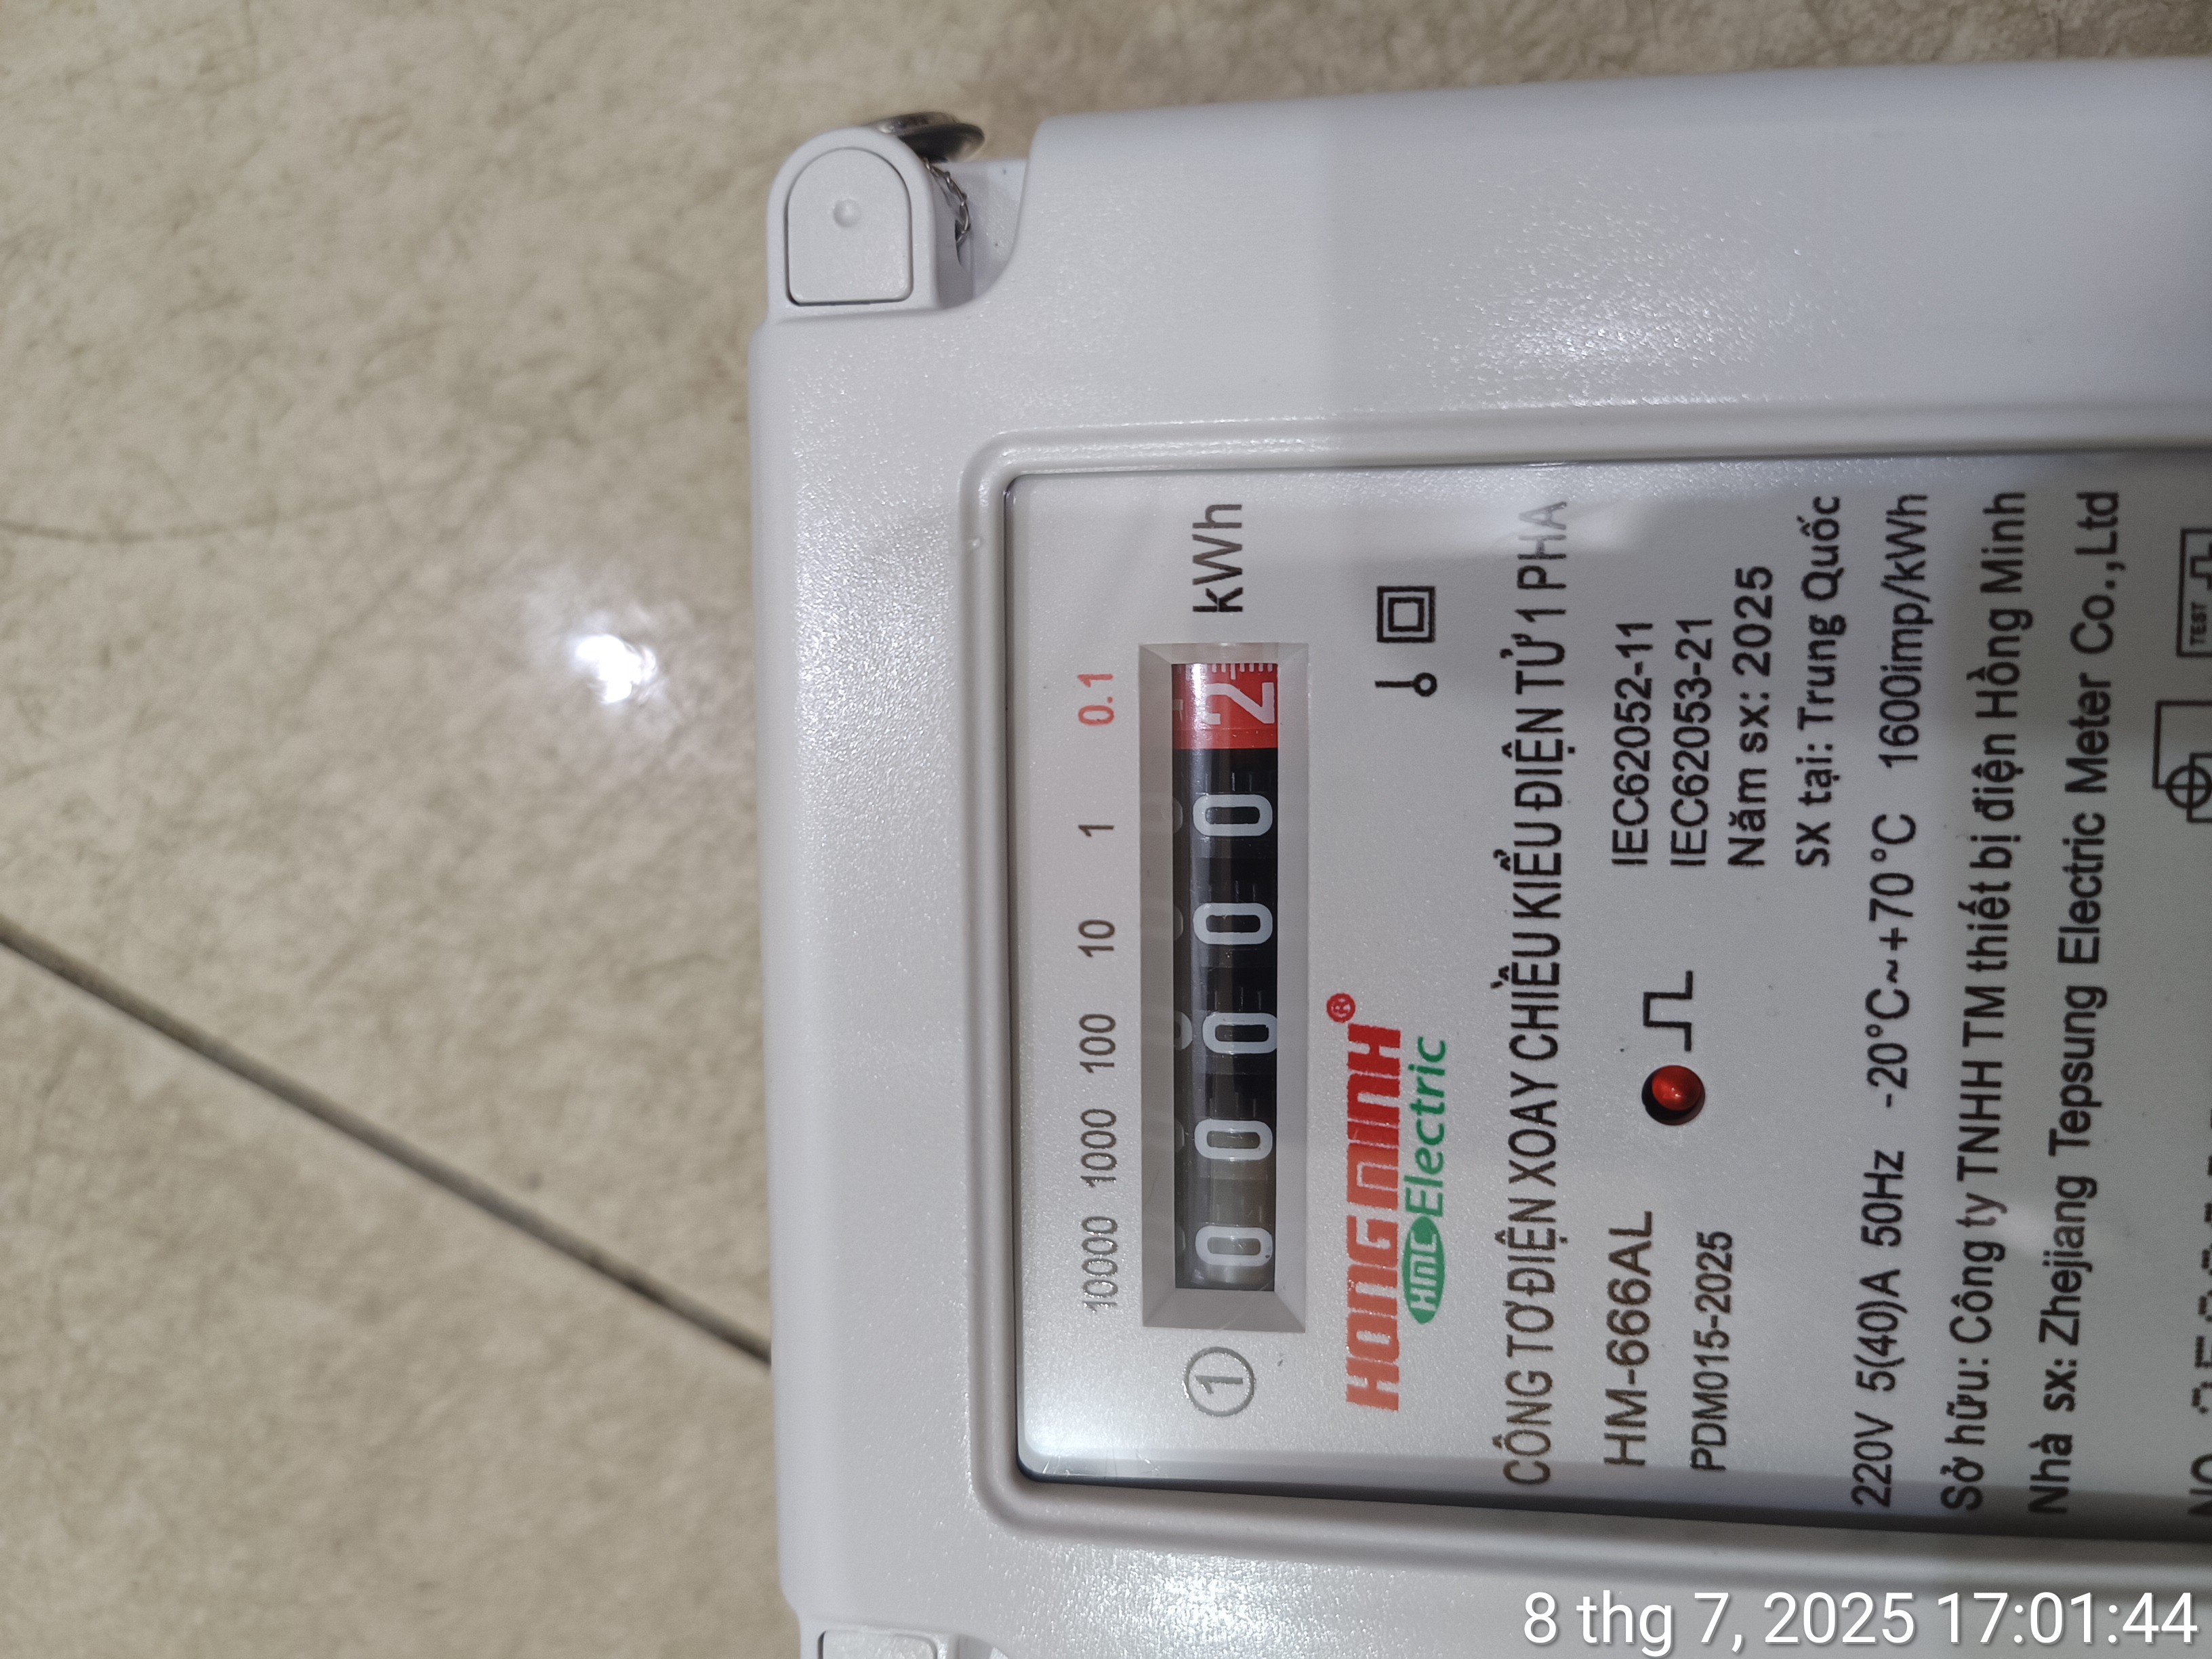 10000 1000 100 10 1 0.1
1 0 0 0 0 0 2 kWh
HONG MINH®
HML Electric
CÔNG TƠ ĐIỆN XOAY CHIỀU KIỂU ĐIỆN TỬ 1 PHA
HM-666AL IEC62052-11
PDM015-2025 IEC62053-21
Năm sx: 2025
SX tại: Trung Quốc
220V 5(40)A 50Hz -20°C~+70°C 1600imp/kWh
Sở hữu: Công ty TNHH TM thiết bị điện Hồng Minh
Nhà sx: Zhejiang Tepsung Electric Meter Co.,Ltd
TEST
NO
8 thg 7, 2025 17:01:44